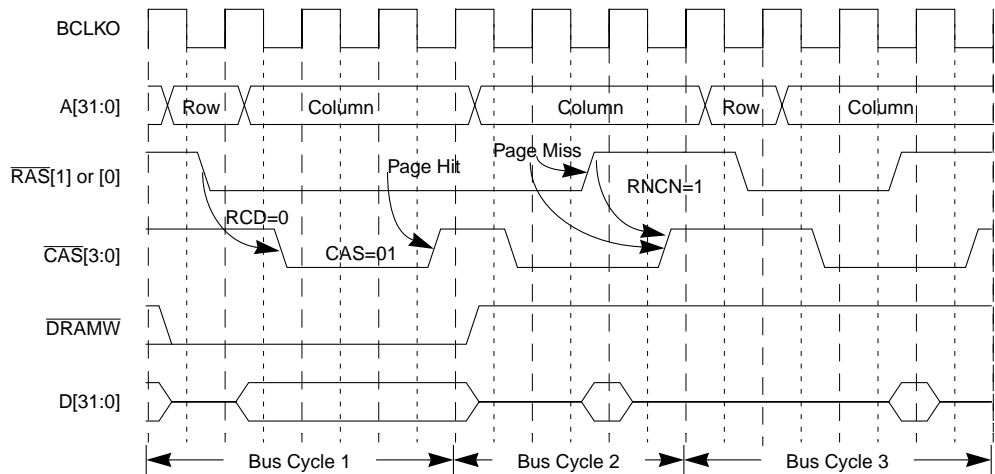 BCLKO
A[31:0] Row Column Column Row Column
RAS[1] or [0] Page Hit Page Miss
RCD=0 RNCN=1
CAS[3:0] CAS=01
DRAMW
D[31:0]
Bus Cycle 1 Bus Cycle 2 Bus Cycle 3